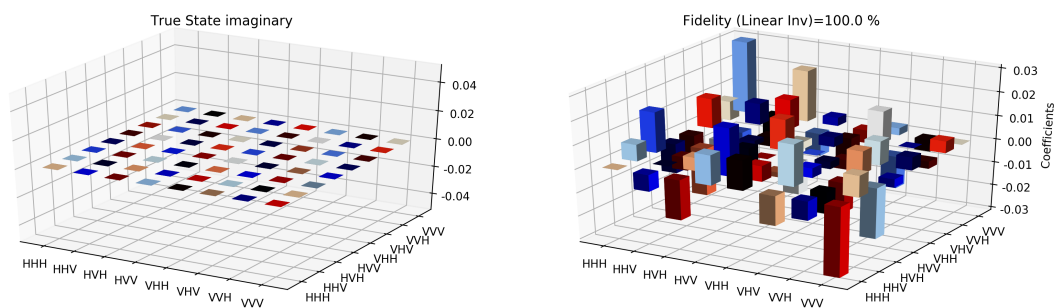 True State imaginary
0.04
0.02
0.00
-0.02
-0.04
HHH
HHV
HVH
HVV
VHH
VHV
VVH
VVV
HHH
HHV
HVH
HVV
VHH
VHV
VVH
VVV
Fidelity (Linear Inv)=100.0 %
0.03
0.02
0.01
0.00
-0.01
-0.02
-0.03
Coefficients
HHH
HHV
HVH
HVV
VHH
VHV
VVH
VVV
HHH
HHV
HVH
HVV
VHH
VHV
VVH
VVV